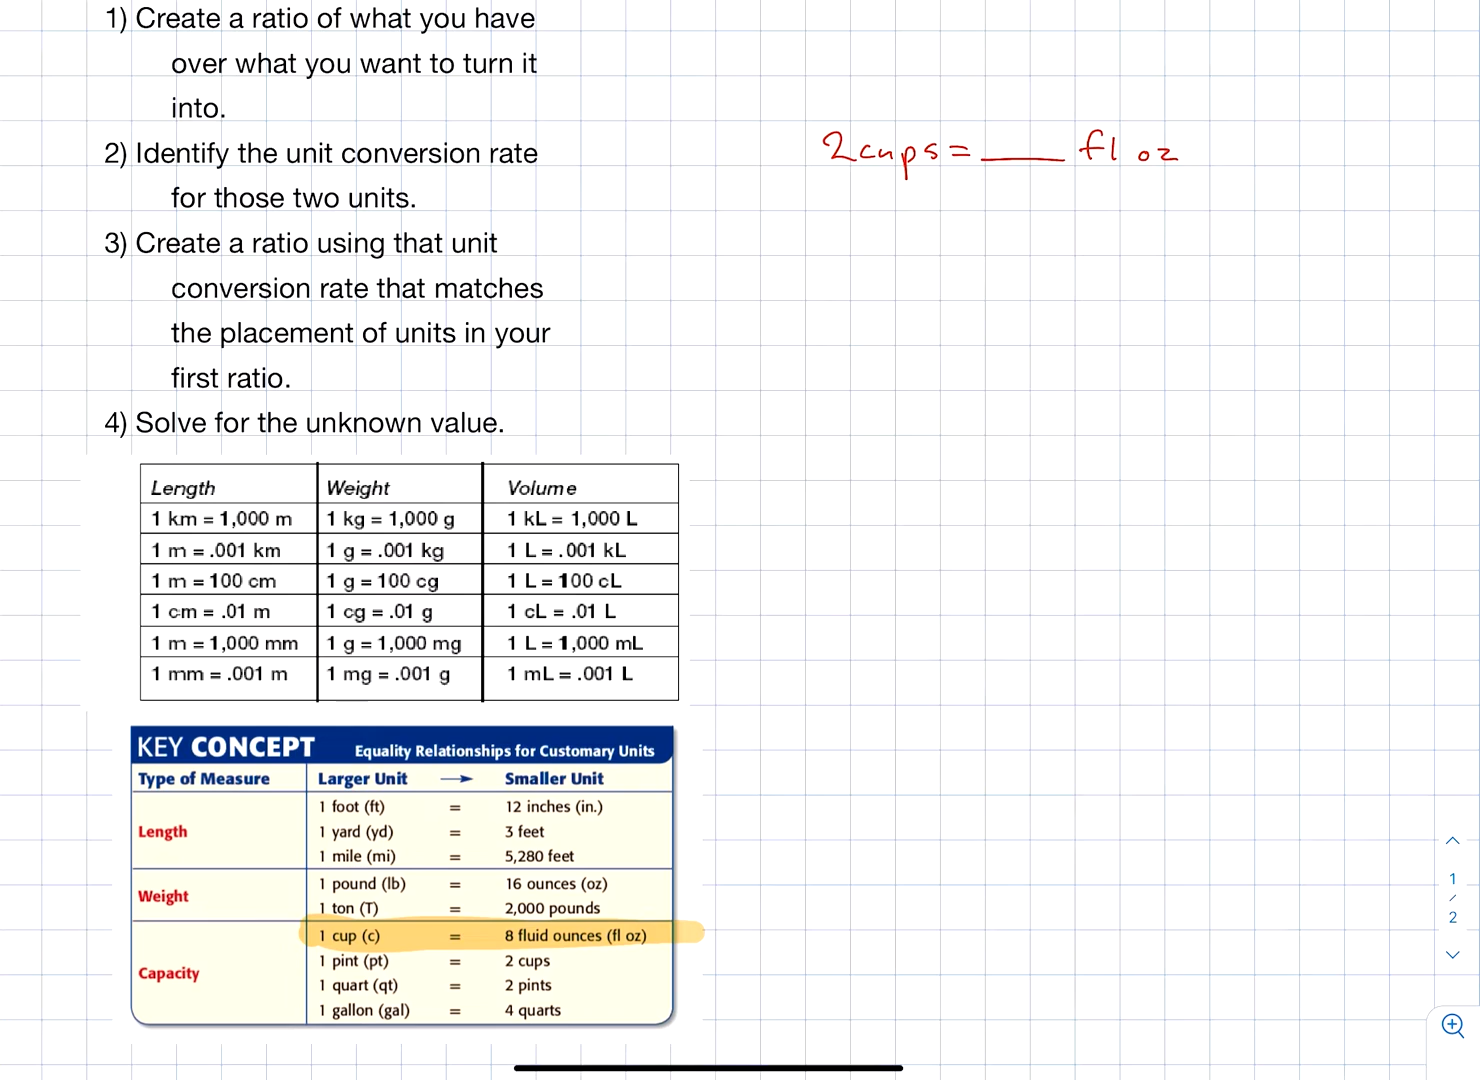 1) Create a ratio of what you have
over what you want to turn it
into.
2) Identify the unit conversion rate
for those two units.
3) Create a ratio using that unit
conversion rate that matches
the placement of units in your
first ratio.
4) Solve for the unknown value.
2 cups = ____ fl oz
Length Weight Volume
1 km = 1,000 m 1 kg = 1,000 g 1 kL = 1,000 L
1 m = .001 km 1 g = .001 kg 1 L = .001 kL
1 m = 100 cm 1 g = 100 cg 1 L = 100 cL
1 cm = .01 m 1 cg = .01 g 1 cL = .01 L
1 m = 1,000 mm 1 g = 1,000 mg 1 L = 1,000 mL
1 mm = .001 m 1 mg = .001 g 1 mL = .001 L
KEY CONCEPT Equality Relationships for Customary Units
Type of Measure Larger Unit → Smaller Unit
Length
1 foot (ft) = 12 inches (in.)
1 yard (yd) = 3 feet
1 mile (mi) = 5,280 feet
Weight
1 pound (lb) = 16 ounces (oz)
1 ton (T) = 2,000 pounds
Capacity
1 cup (c) = 8 fluid ounces (fl oz)
1 pint (pt) = 2 cups
1 quart (qt) = 2 pints
1 gallon (gal) = 4 quarts
1
/
2